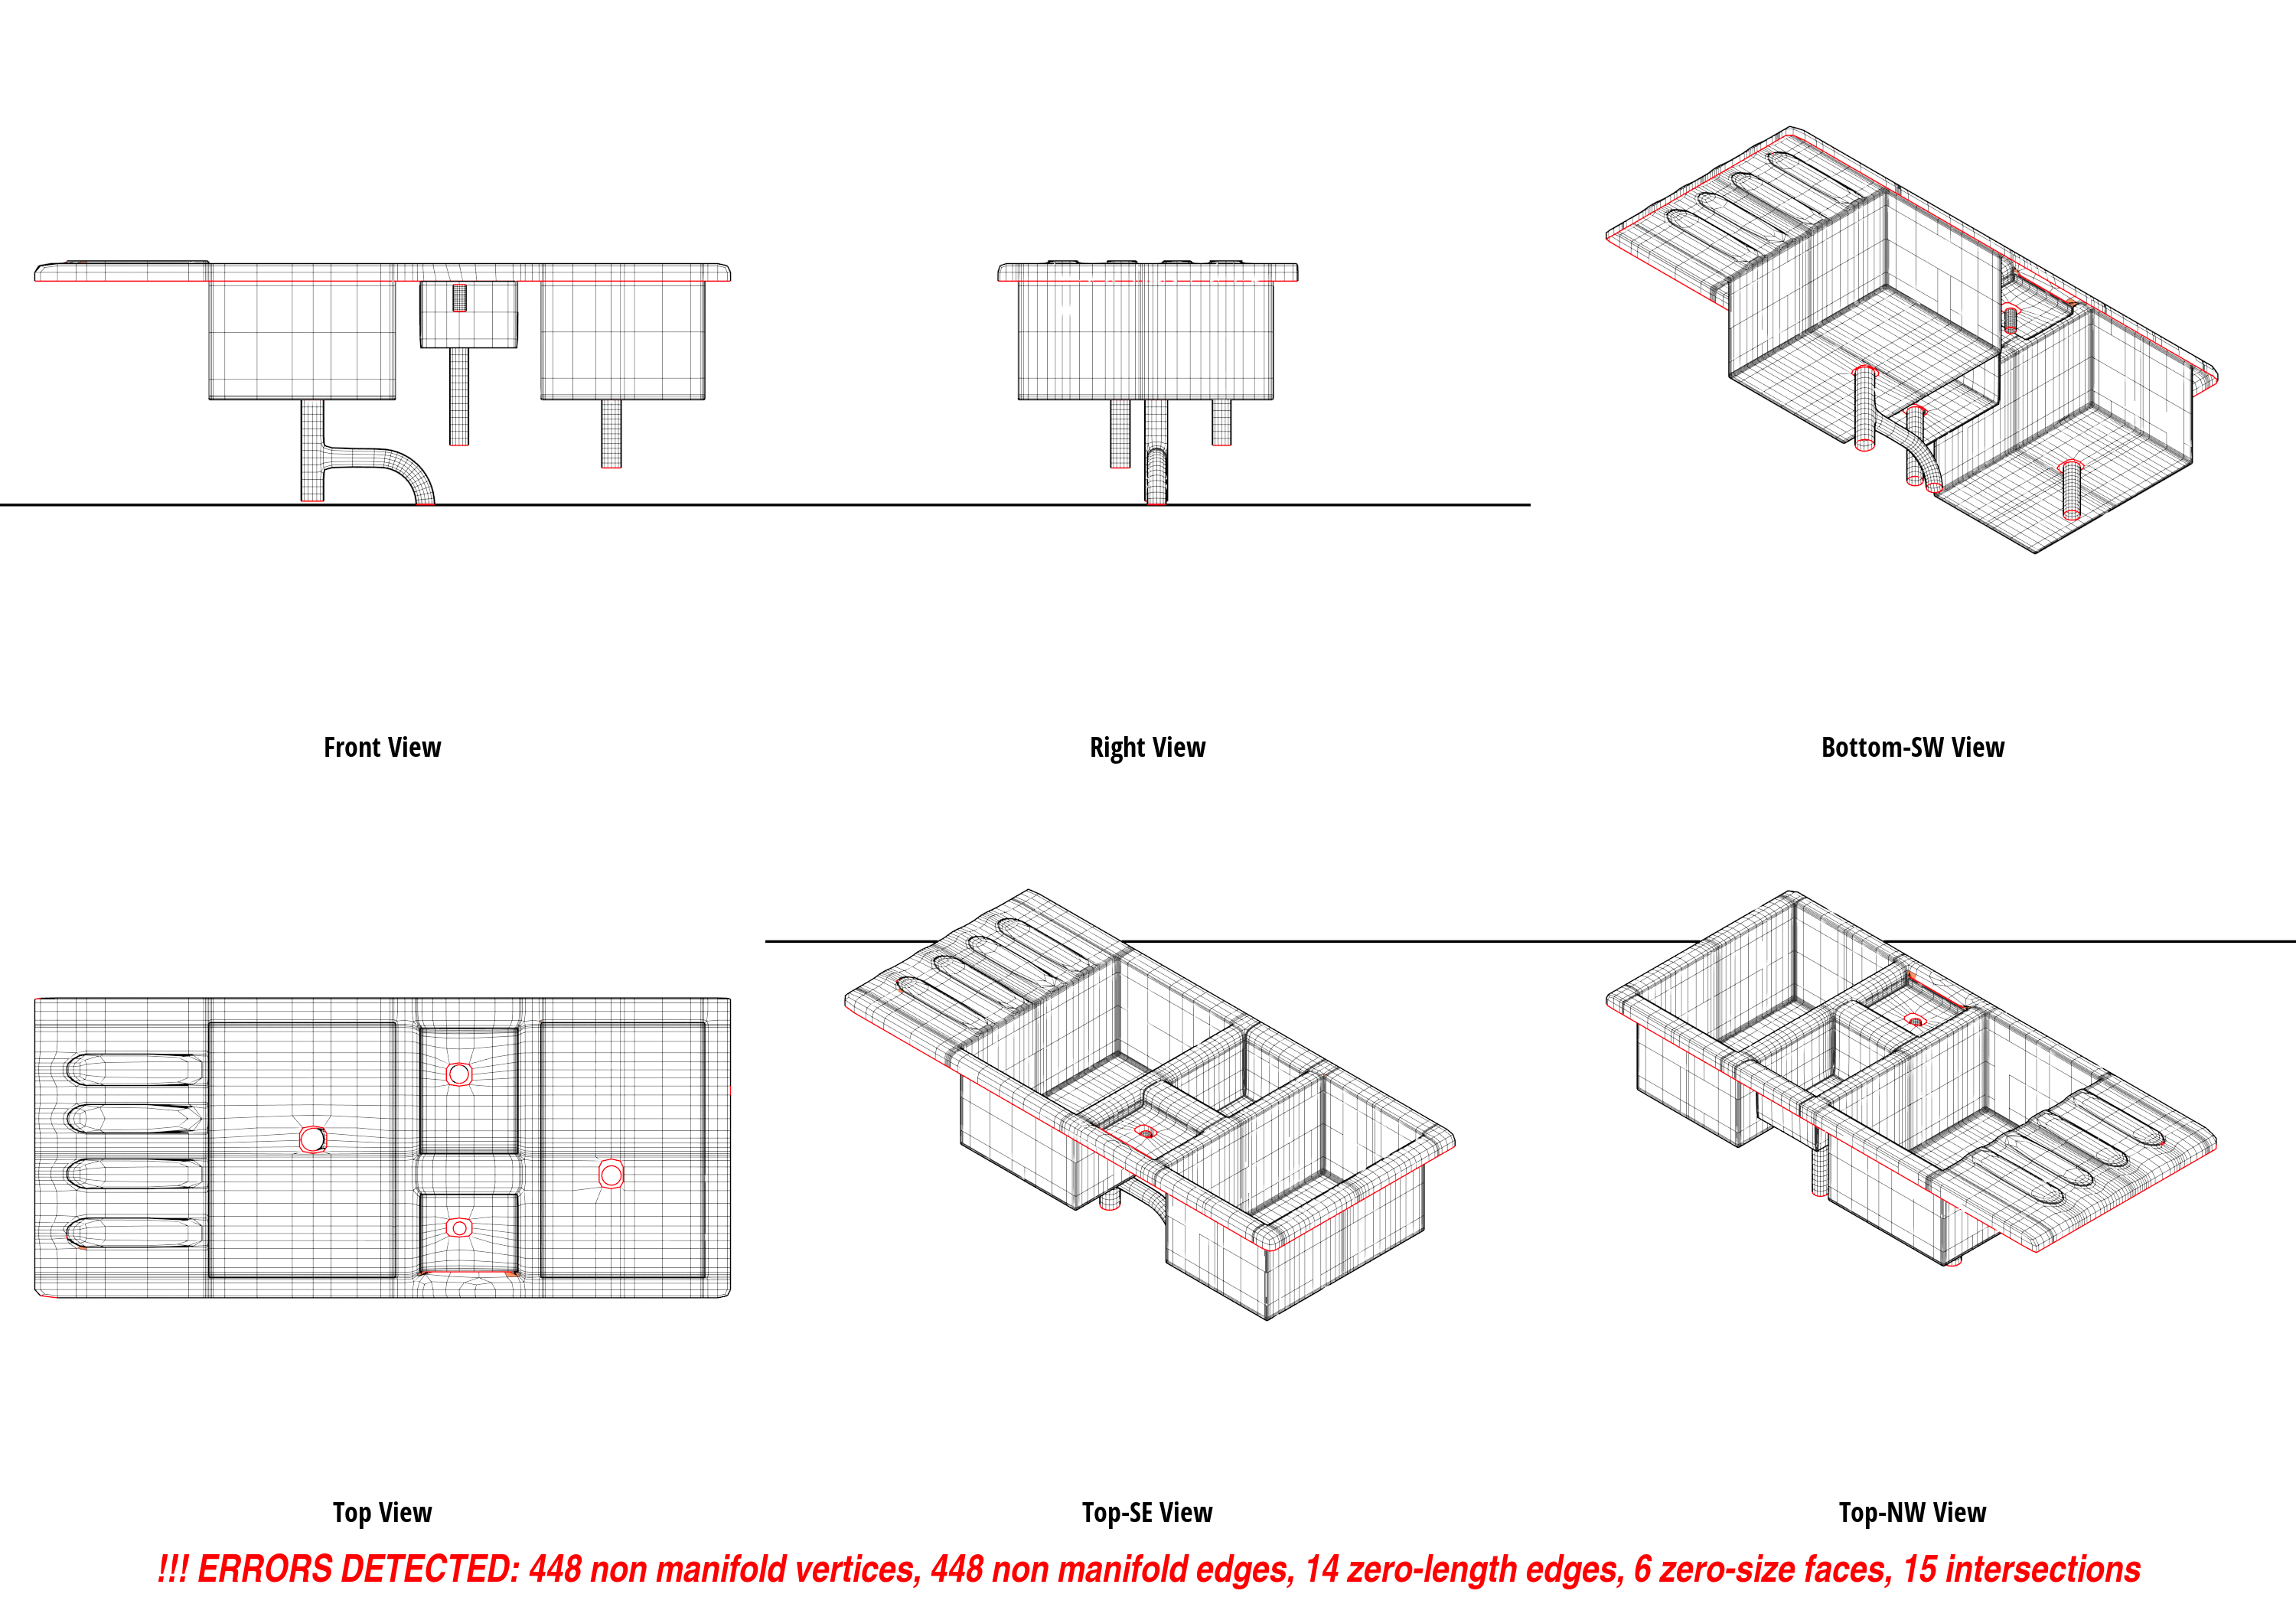 Front View
Right View
Bottom-SW View
Top View
Top-SE View
Top-NW View
!!! ERRORS DETECTED: 448 non manifold vertices, 448 non manifold edges, 14 zero-length edges, 6 zero-size faces, 15 intersections